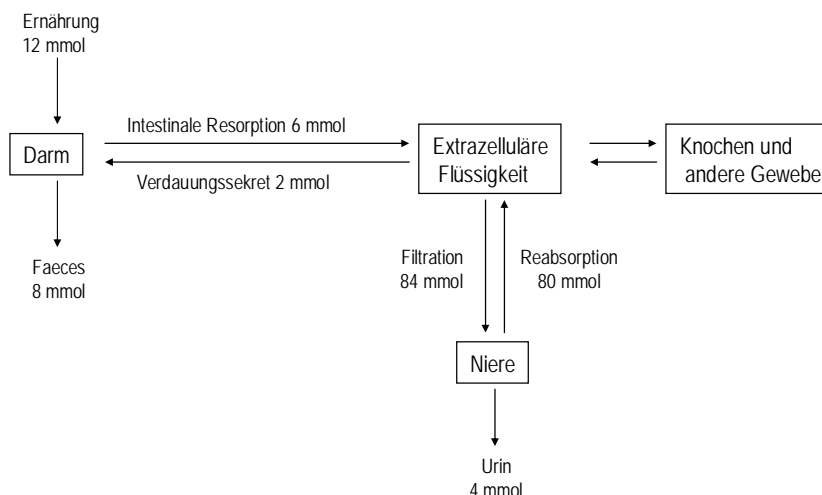 Ernährung
12 mmol
Darm
Intestinale Resorption 6 mmol
Verdauungssekret 2 mmol
Extrazelluläre
Flüssigkeit
Knochen und
andere Gewebe
Faeces
8 mmol
Filtration
84 mmol
Reabsorption
80 mmol
Niere
Urin
4 mmol